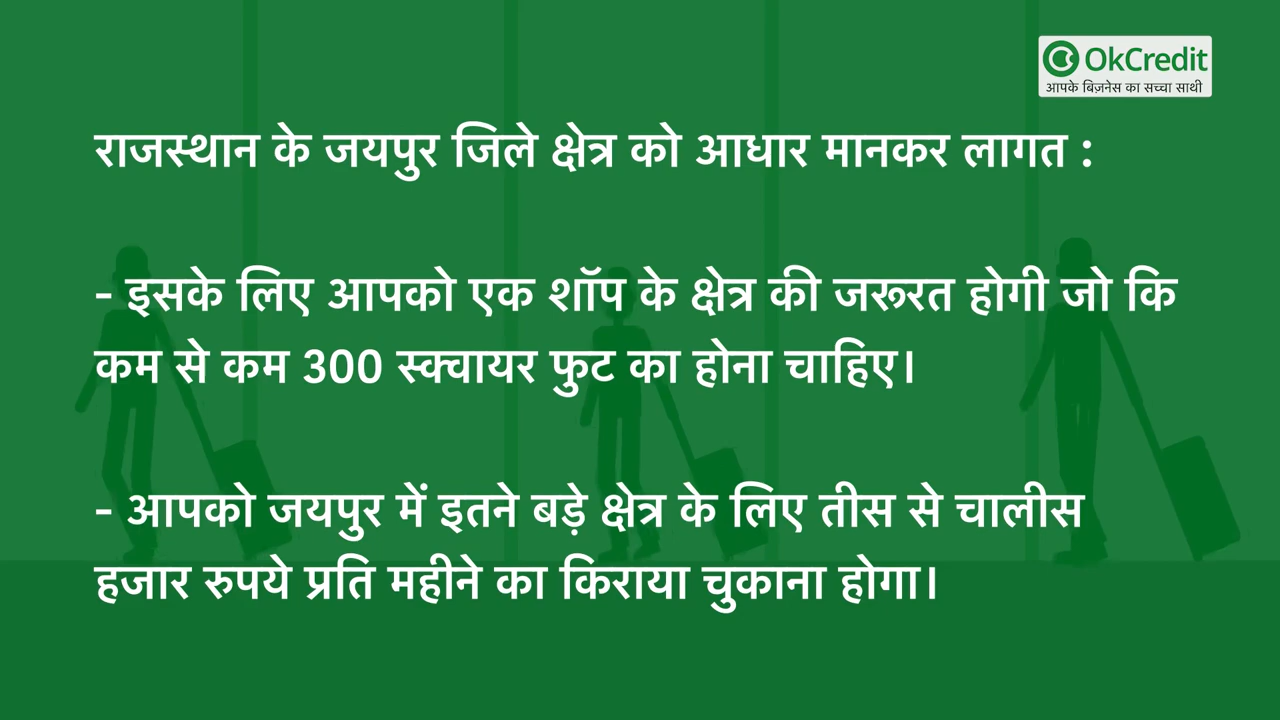 OkCredit
आपके बिज़नेस का सच्चा साथी
राजस्थान के जयपुर जिले क्षेत्र को आधार मानकर लागत :
- इसके लिए आपको एक शॉप के क्षेत्र की जरूरत होगी जो कि
कम से कम 300 स्क्वायर फुट का होना चाहिए।
- आपको जयपुर में इतने बड़े क्षेत्र के लिए तीस से चालीस
हजार रुपये प्रति महीने का किराया चुकाना होगा।